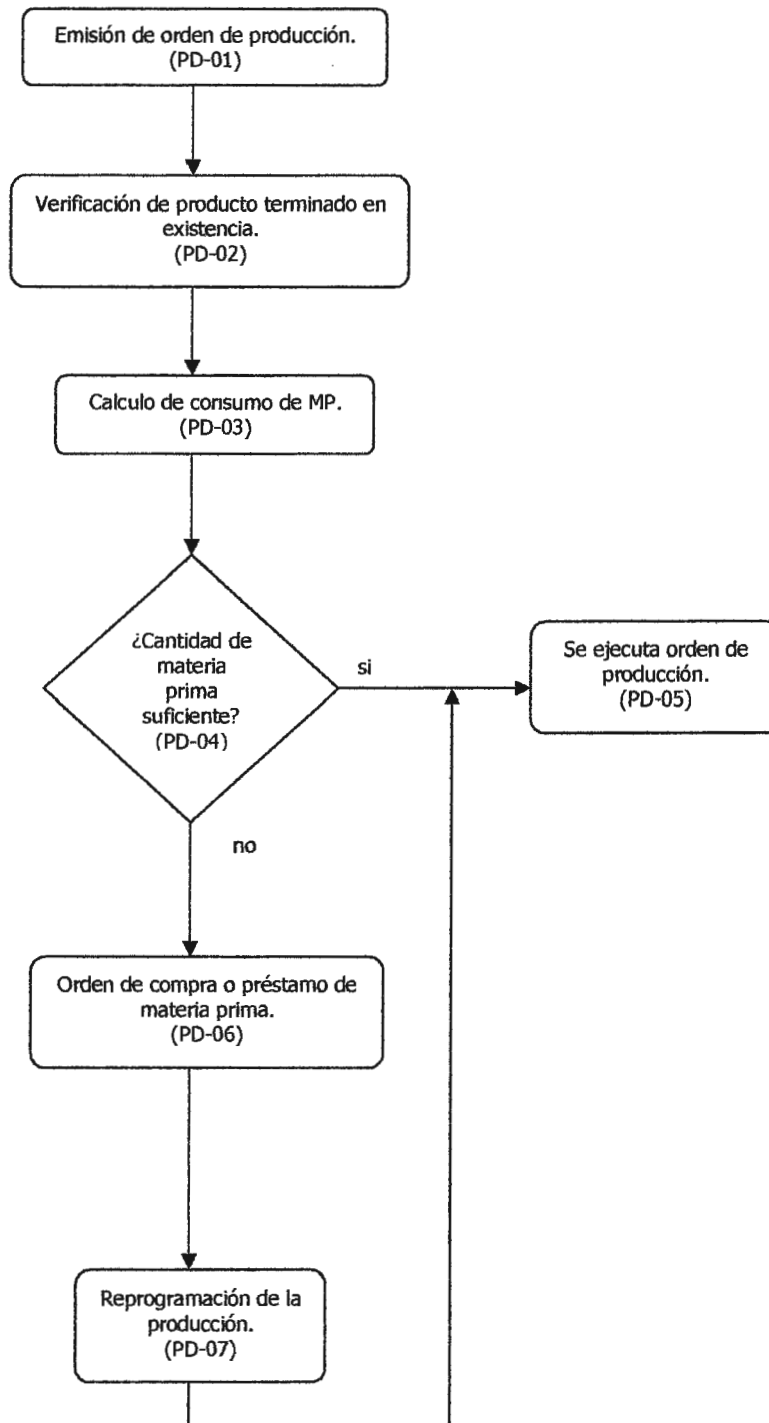 Emisión de orden de producción.
(PD-01)
Verificación de producto terminado en
existencia.
(PD-02)
Calculo de consumo de MP.
(PD-03)
¿Cantidad de
materia
prima
suficiente?
(PD-04)
si
Se ejecuta orden de
producción.
(PD-05)
no
Orden de compra o préstamo de
materia prima.
(PD-06)
Reprogramación de la
producción.
(PD-07)